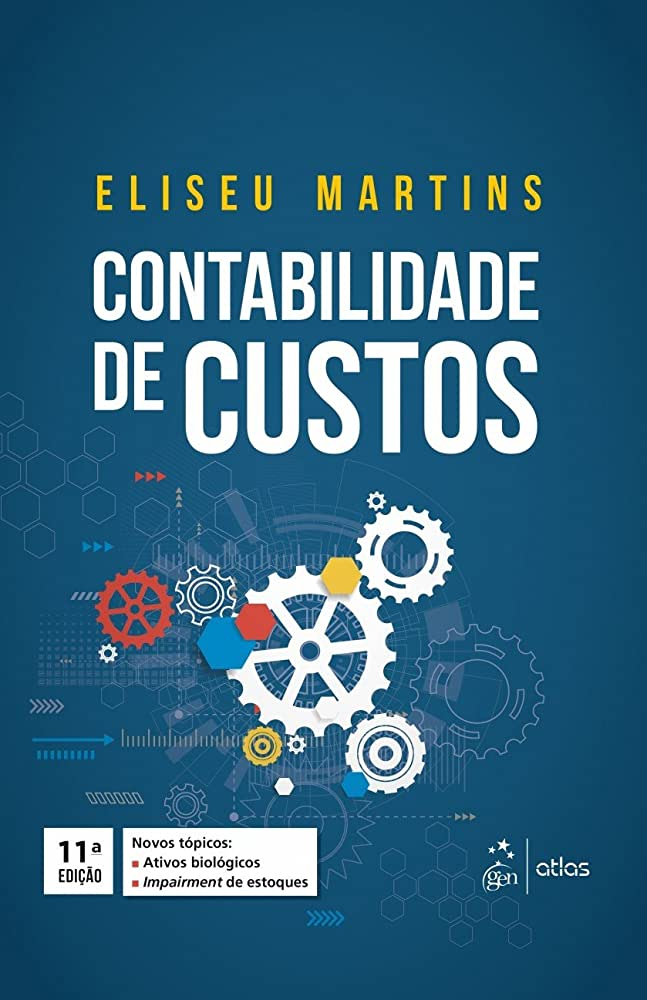 ELISEU MARTINS
CONTABILIDADE
DE CUSTOS
11ª
EDIÇÃO
Novos tópicos:
Ativos biológicos
Impairment de estoques
gen
atlas